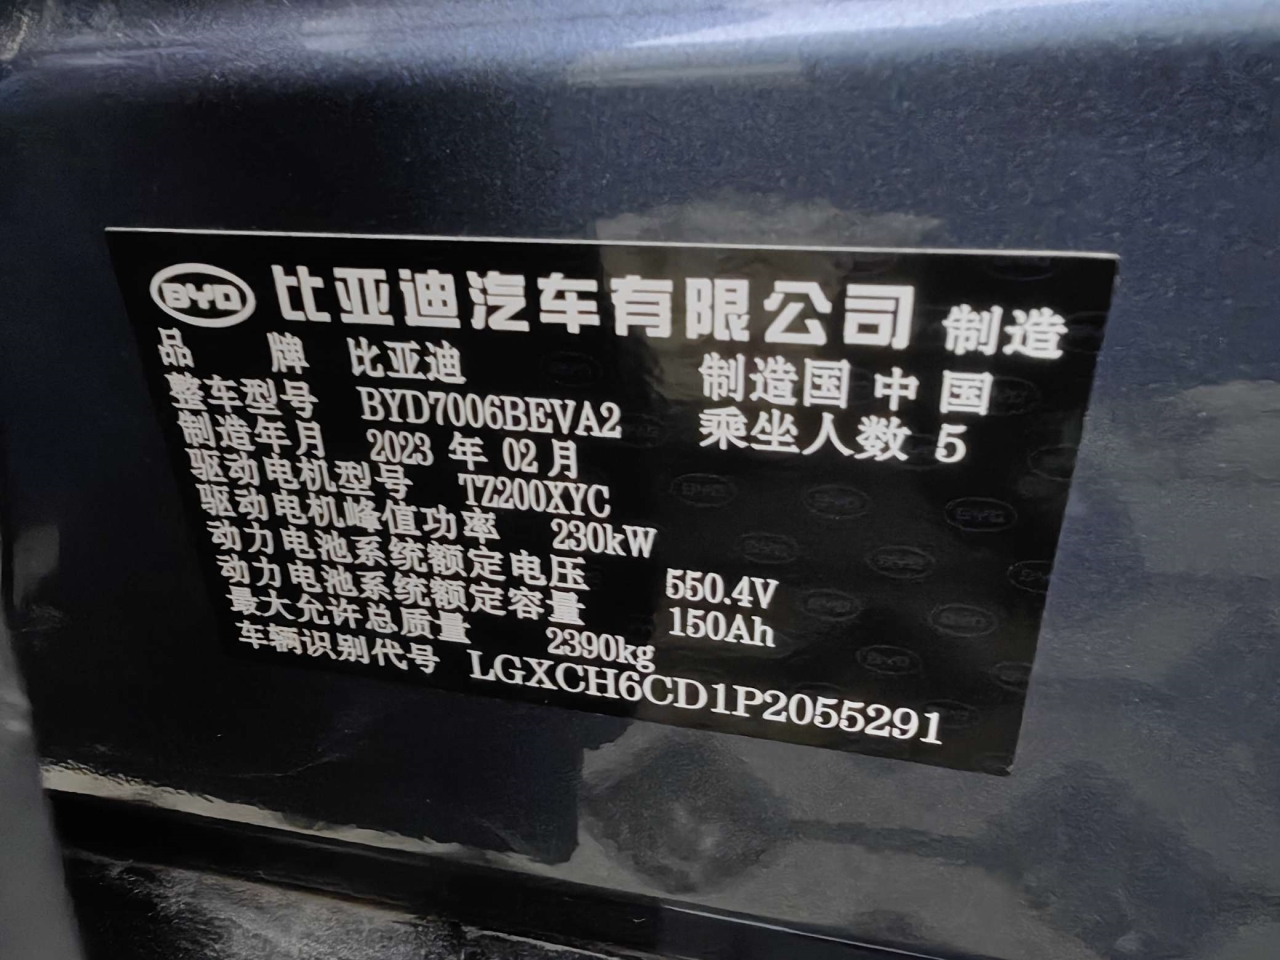 BYD 比亚迪汽车有限公司 制造
品 牌 比亚迪 制造国 中 国
整车型号 BYD7006BEVA2 乘坐人数 5
制造年月 2023 年 02 月
驱动电机型号 TZ200XYC
驱动电机峰值功率 230kW
动力电池系统额定电压 550.4V
动力电池系统额定容量 150Ah
最大允许总质量 2390kg
车辆识别代号 LGXCH6CD1P2055291